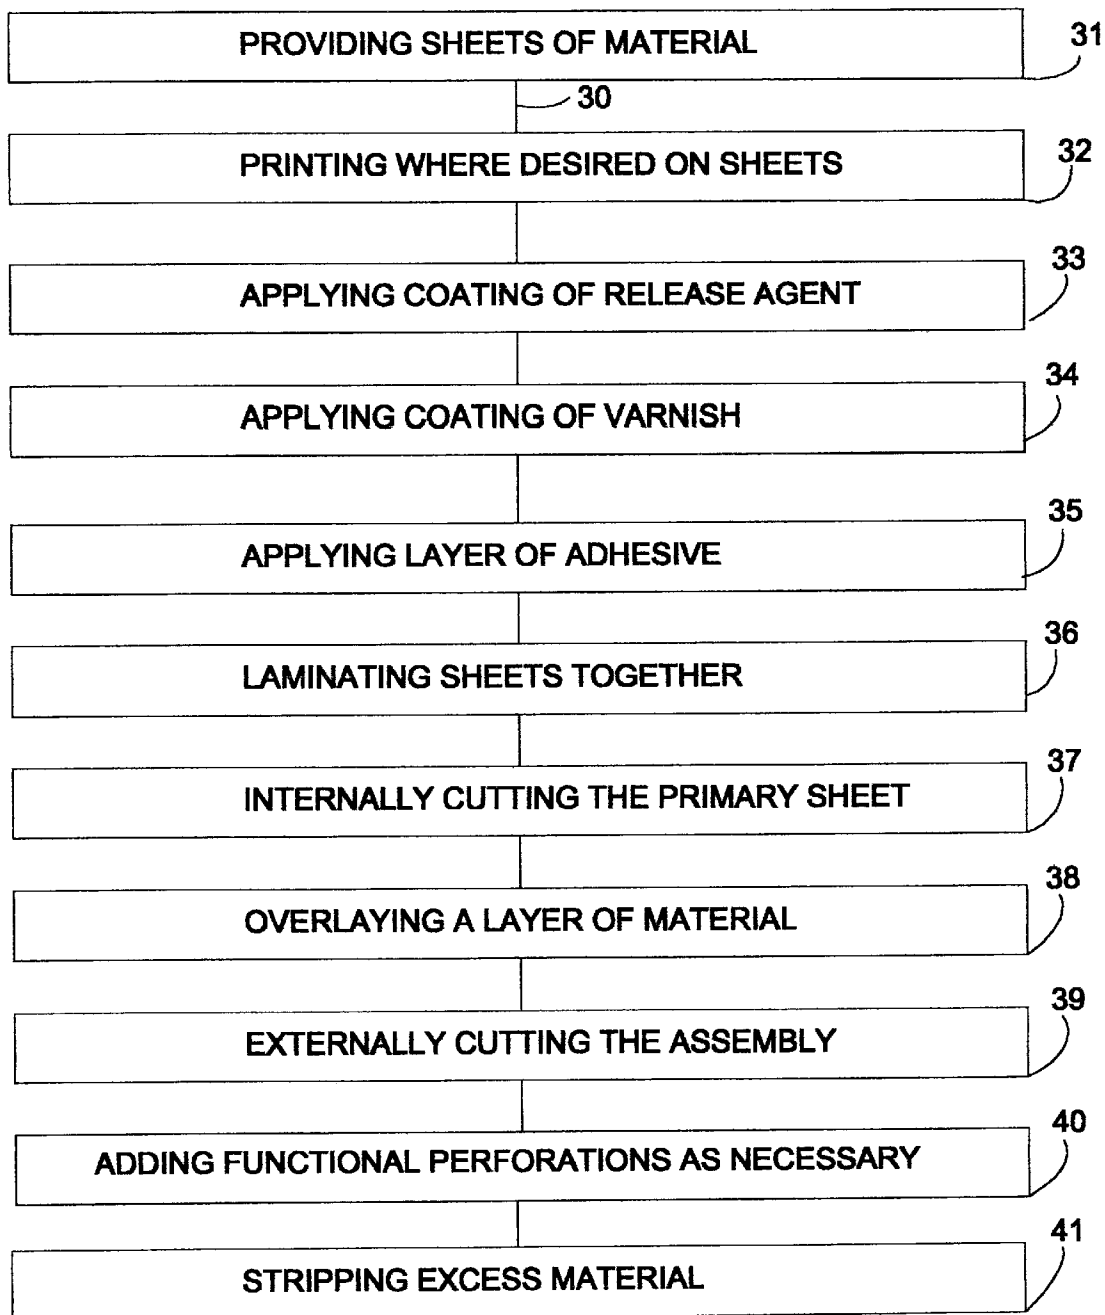 PROVIDING SHEETS OF MATERIAL 31
30
PRINTING WHERE DESIRED ON SHEETS 32
APPLYING COATING OF RELEASE AGENT 33
APPLYING COATING OF VARNISH 34
APPLYING LAYER OF ADHESIVE 35
LAMINATING SHEETS TOGETHER 36
INTERNALLY CUTTING THE PRIMARY SHEET 37
OVERLAYING A LAYER OF MATERIAL 38
EXTERNALLY CUTTING THE ASSEMBLY 39
ADDING FUNCTIONAL PERFORATIONS AS NECESSARY 40
STRIPPING EXCESS MATERIAL 41